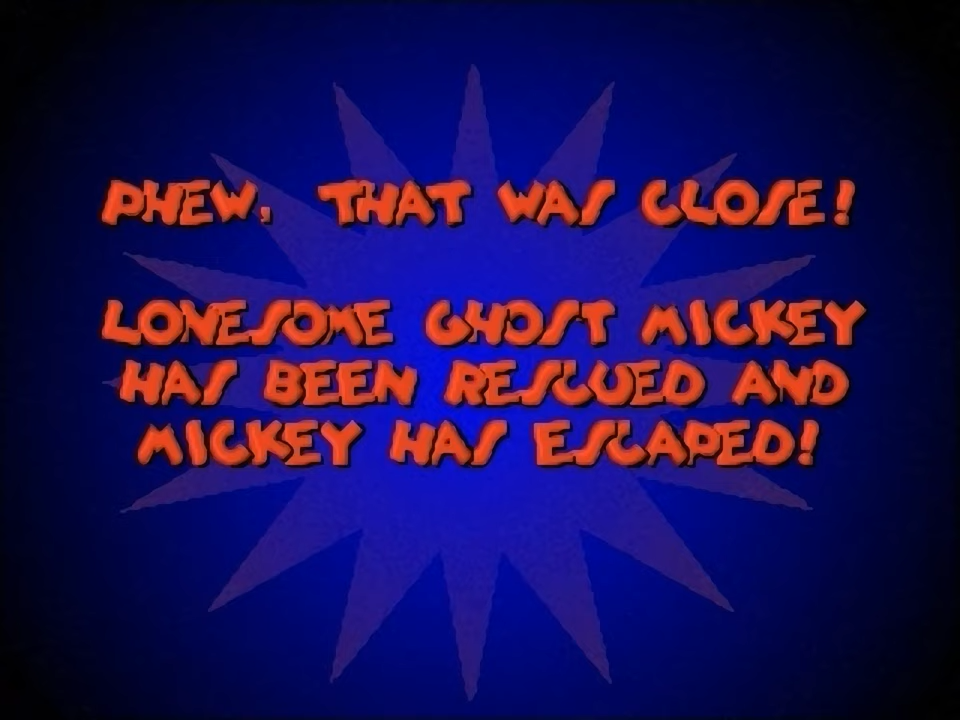 PHEW, THAT WAS CLOSE!
LONESOME GHOST MICKEY
HAS BEEN RESCUED AND
MICKEY HAS ESCAPED!